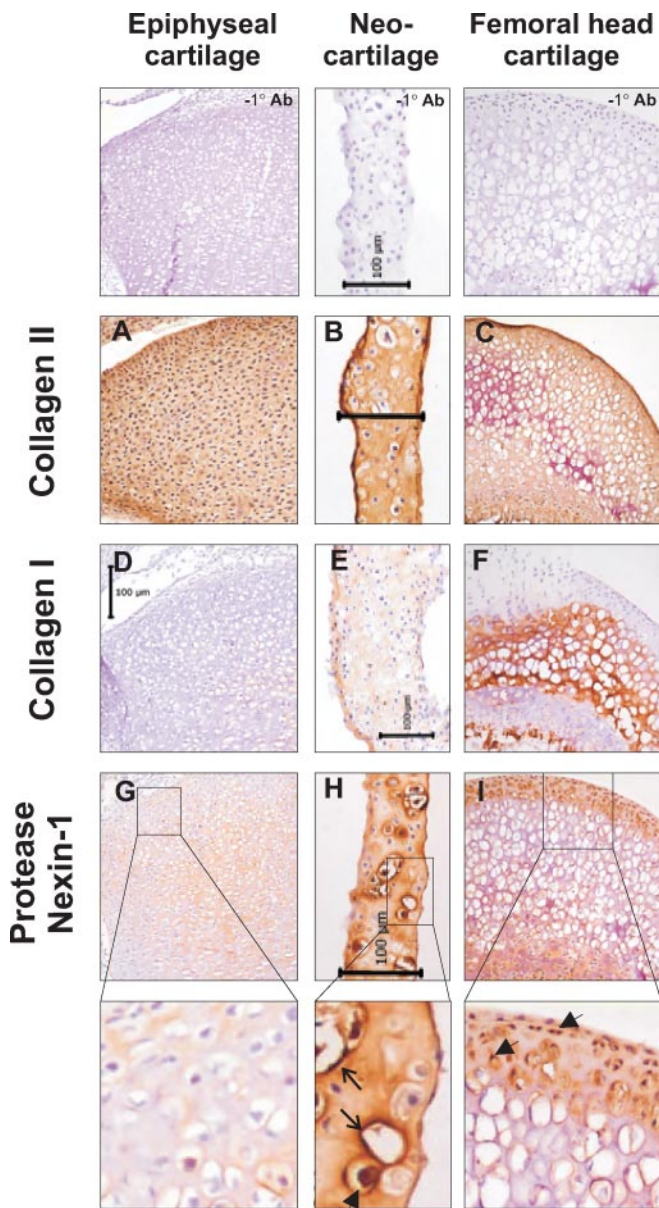 Epiphyseal cartilage
Neo-cartilage
Femoral head cartilage
-1° Ab
-1° Ab
-1° Ab
100 µm
Collagen II
A
B
C
Collagen I
D
E
F
100 µm
100 µm
Protease Nexin-1
G
H
I
100 µm